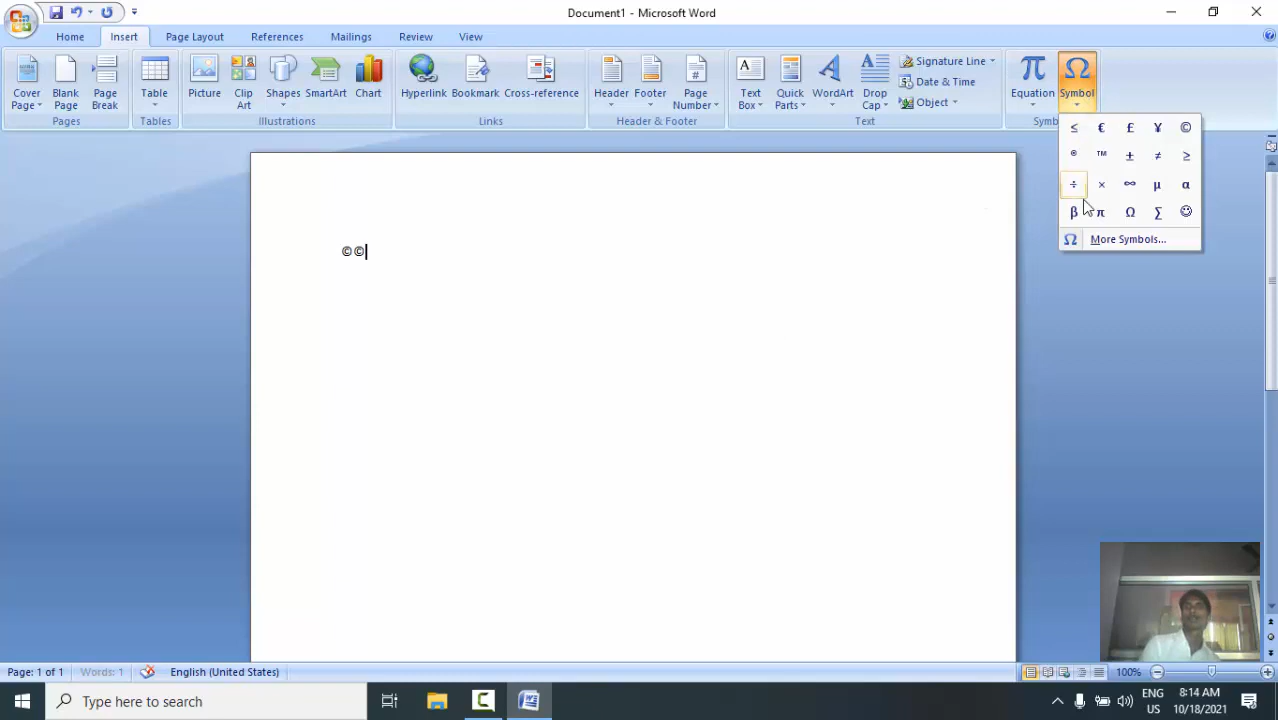 Document1 - Microsoft Word
Home Insert Page Layout References Mailings Review View
Cover Page Blank Page Page Break Table Picture Clip Art Shapes SmartArt Chart Hyperlink Bookmark Cross-reference Header Footer Page Number Text Box Quick Parts WordArt Drop Cap Signature Line Date & Time Object Equation Symbol
Pages Tables Illustrations Links Header & Footer Text Symb
≤ € £ ¥ ©
® ™ ± ≠ ≥
÷ × ∞ µ α
β π Ω ∑ ☺
Ω More Symbols...
©©
Page: 1 of 1 Words: 1 English (United States) 100%
Type here to search
ENG 8:14 AM
US 10/18/2021